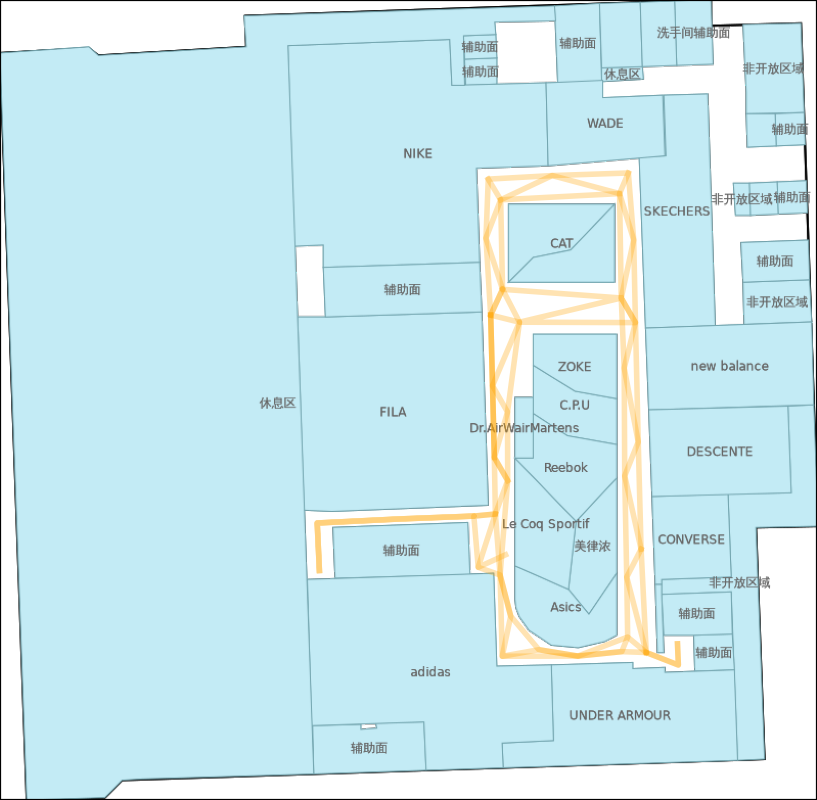 洗手间辅助面
辅助面
辅助面
辅助面
休息区
非开放区域
WADE
辅助面
NIKE
非开放区域
辅助面
SKECHERS
CAT
辅助面
辅助面
非开放区域
ZOKE
new balance
休息区
C.P.U
FILA
Dr.AirWairMartens
DESCENTE
Reebok
Le Coq Sportif
CONVERSE
美律浓
辅助面
非开放区域
Asics
辅助面
辅助面
adidas
UNDER ARMOUR
辅助面